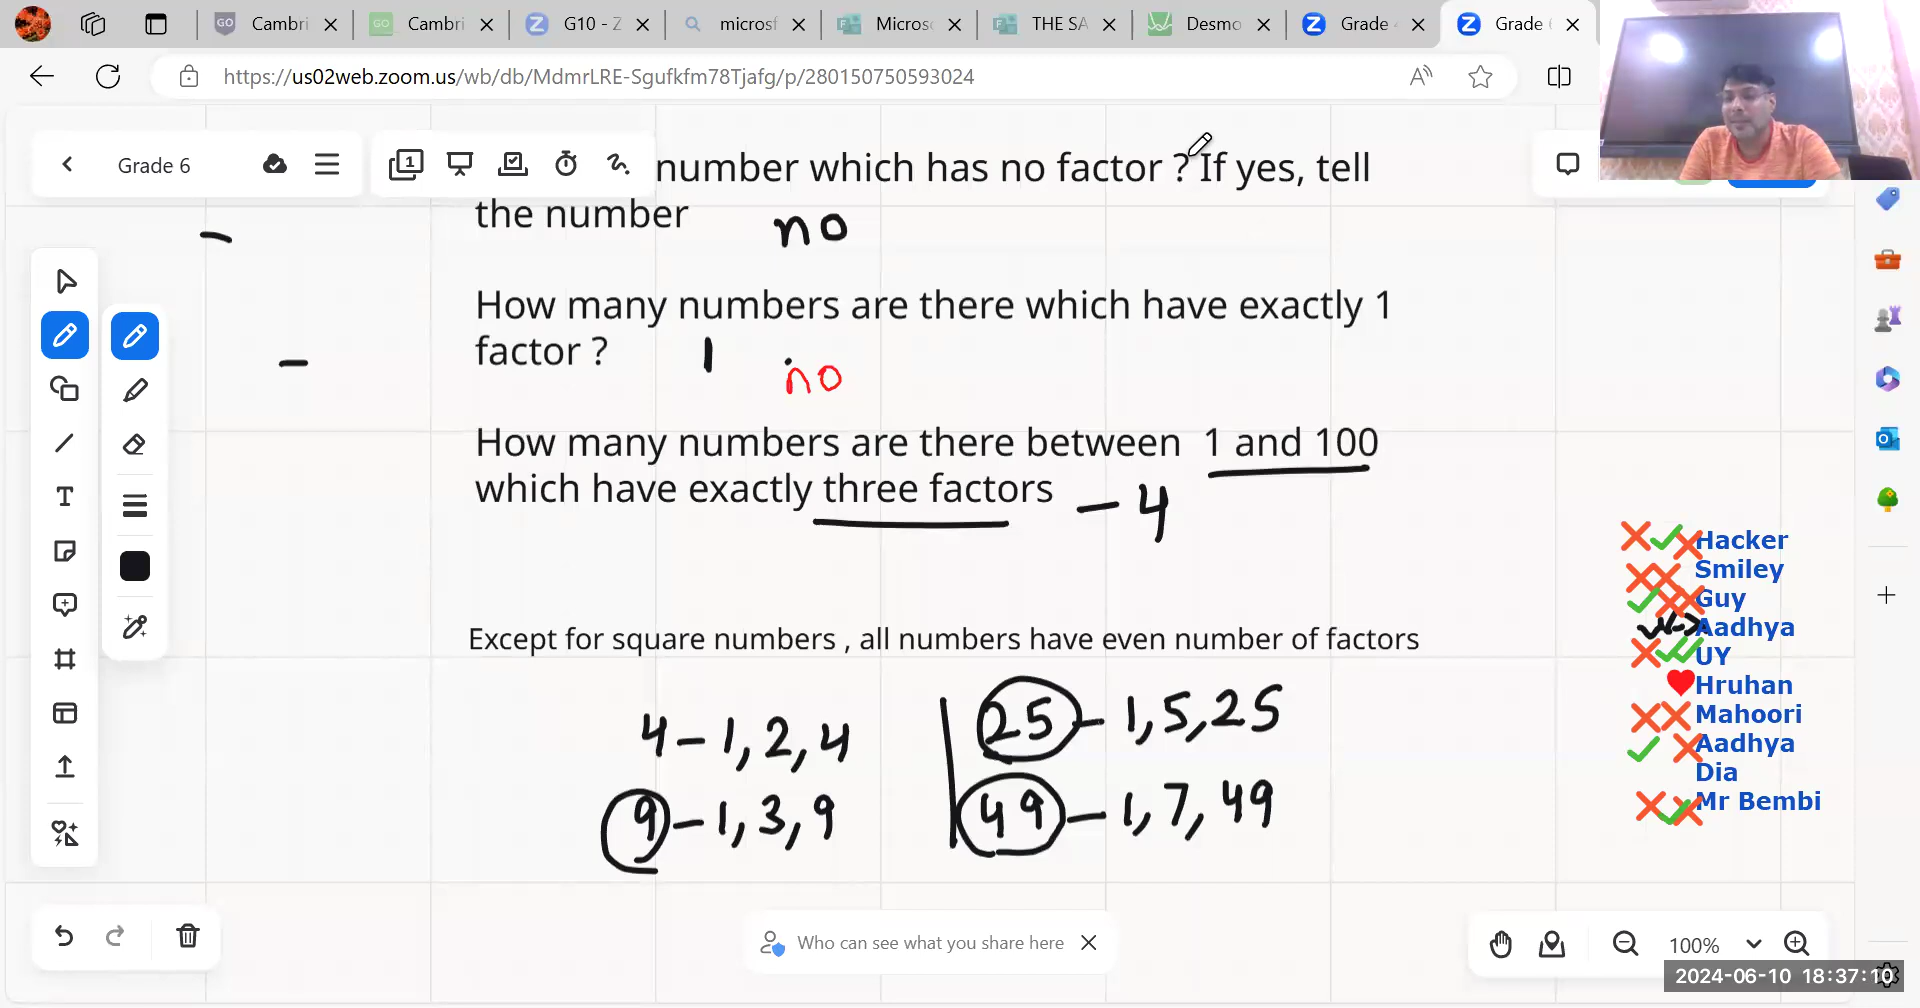 Cambri
Cambri
G10 - Z
microsf
Micros
THE SA
Desmo
Grade
Grade
https://us02web.zoom.us/wb/db/MdmrLRE-Sgufkfm78Tjafg/p/280150750593024
Grade 6
number which has no factor ? If yes, tell
the number no
How many numbers are there which have exactly 1
factor ? 1 no
How many numbers are there between 1 and 100
which have exactly three factors - 4
Except for square numbers , all numbers have even number of factors
4 - 1, 2, 4
9 - 1, 3, 9
25 - 1, 5, 25
49 - 1, 7, 49
Hacker
Smiley
Guy
Aadhya
UY
Hruhan
Mahoori
Aadhya
Dia
Mr Bembi
Who can see what you share here
100%
2024-06-10 18:37:10